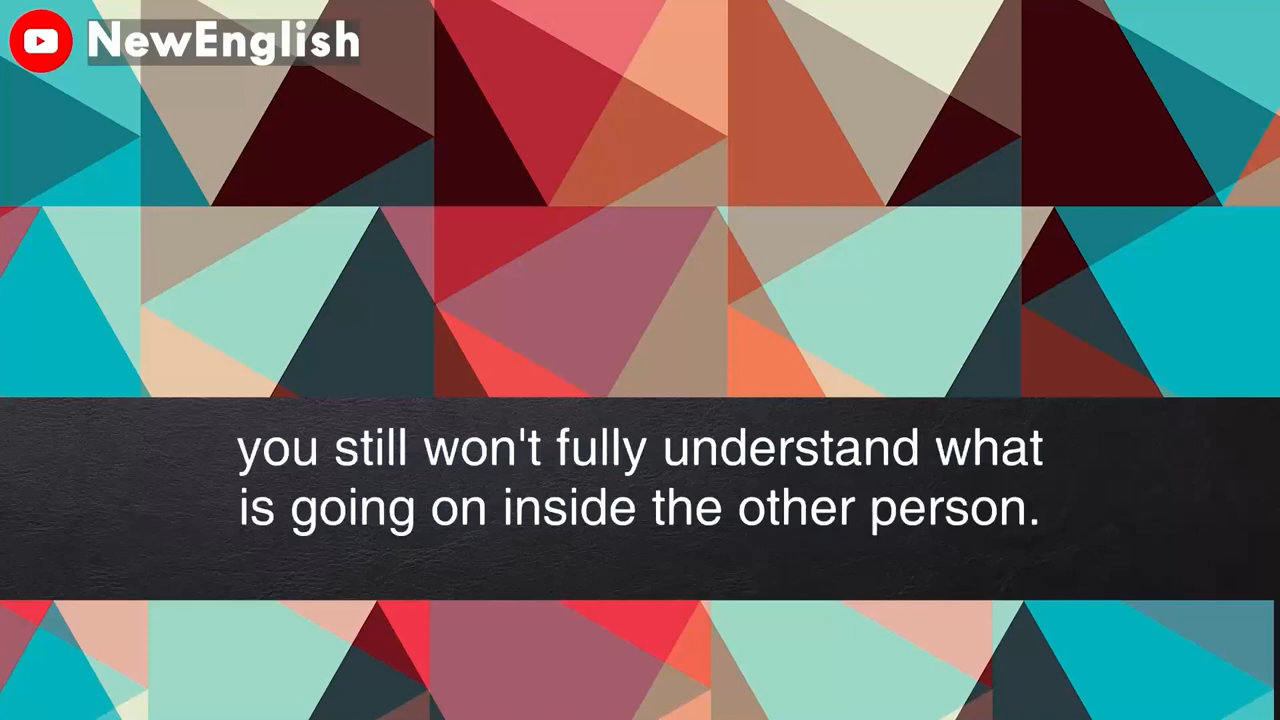 NewEnglish
you still won't fully understand what
is going on inside the other person.